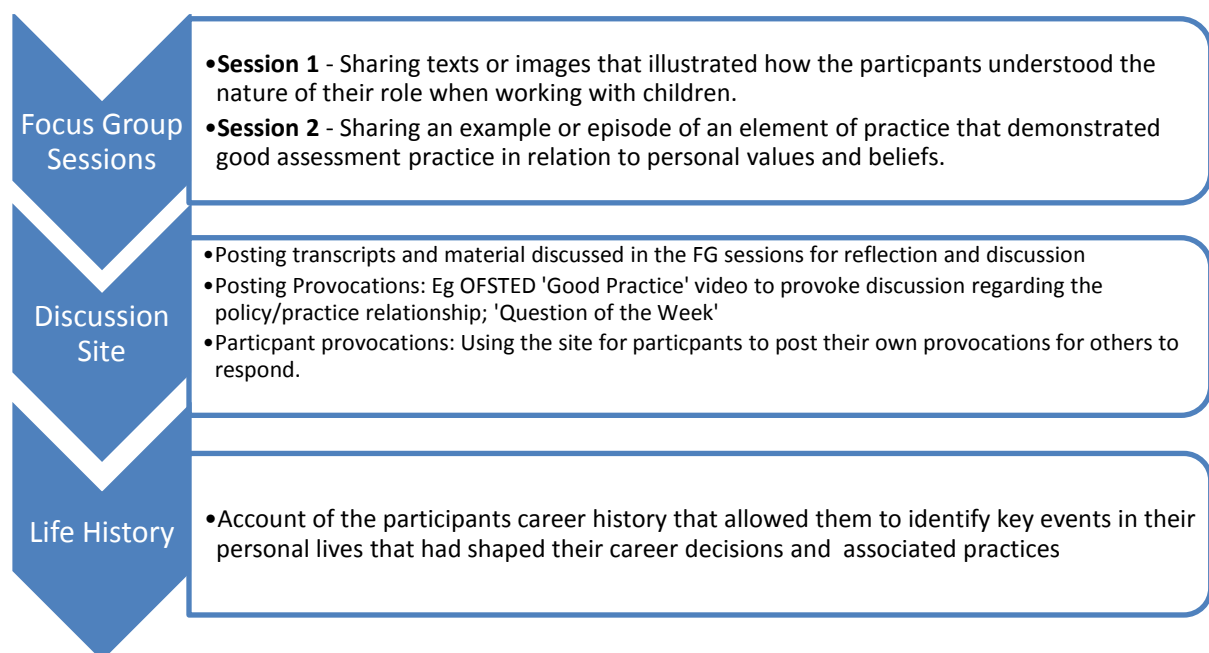 Focus Group
Sessions
•Session 1 - Sharing texts or images that illustrated how the particpants understood the
nature of their role when working with children.
•Session 2 - Sharing an example or episode of an element of practice that demonstrated
good assessment practice in relation to personal values and beliefs.
Discussion
Site
•Posting transcripts and material discussed in the FG sessions for reflection and discussion
•Posting Provocations: Eg OFSTED 'Good Practice' video to provoke discussion regarding the
policy/practice relationship; 'Question of the Week'
•Particpant provocations: Using the site for particpants to post their own provocations for others to
respond.
Life History
•Account of the participants career history that allowed them to identify key events in their
personal lives that had shaped their career decisions and  associated practices